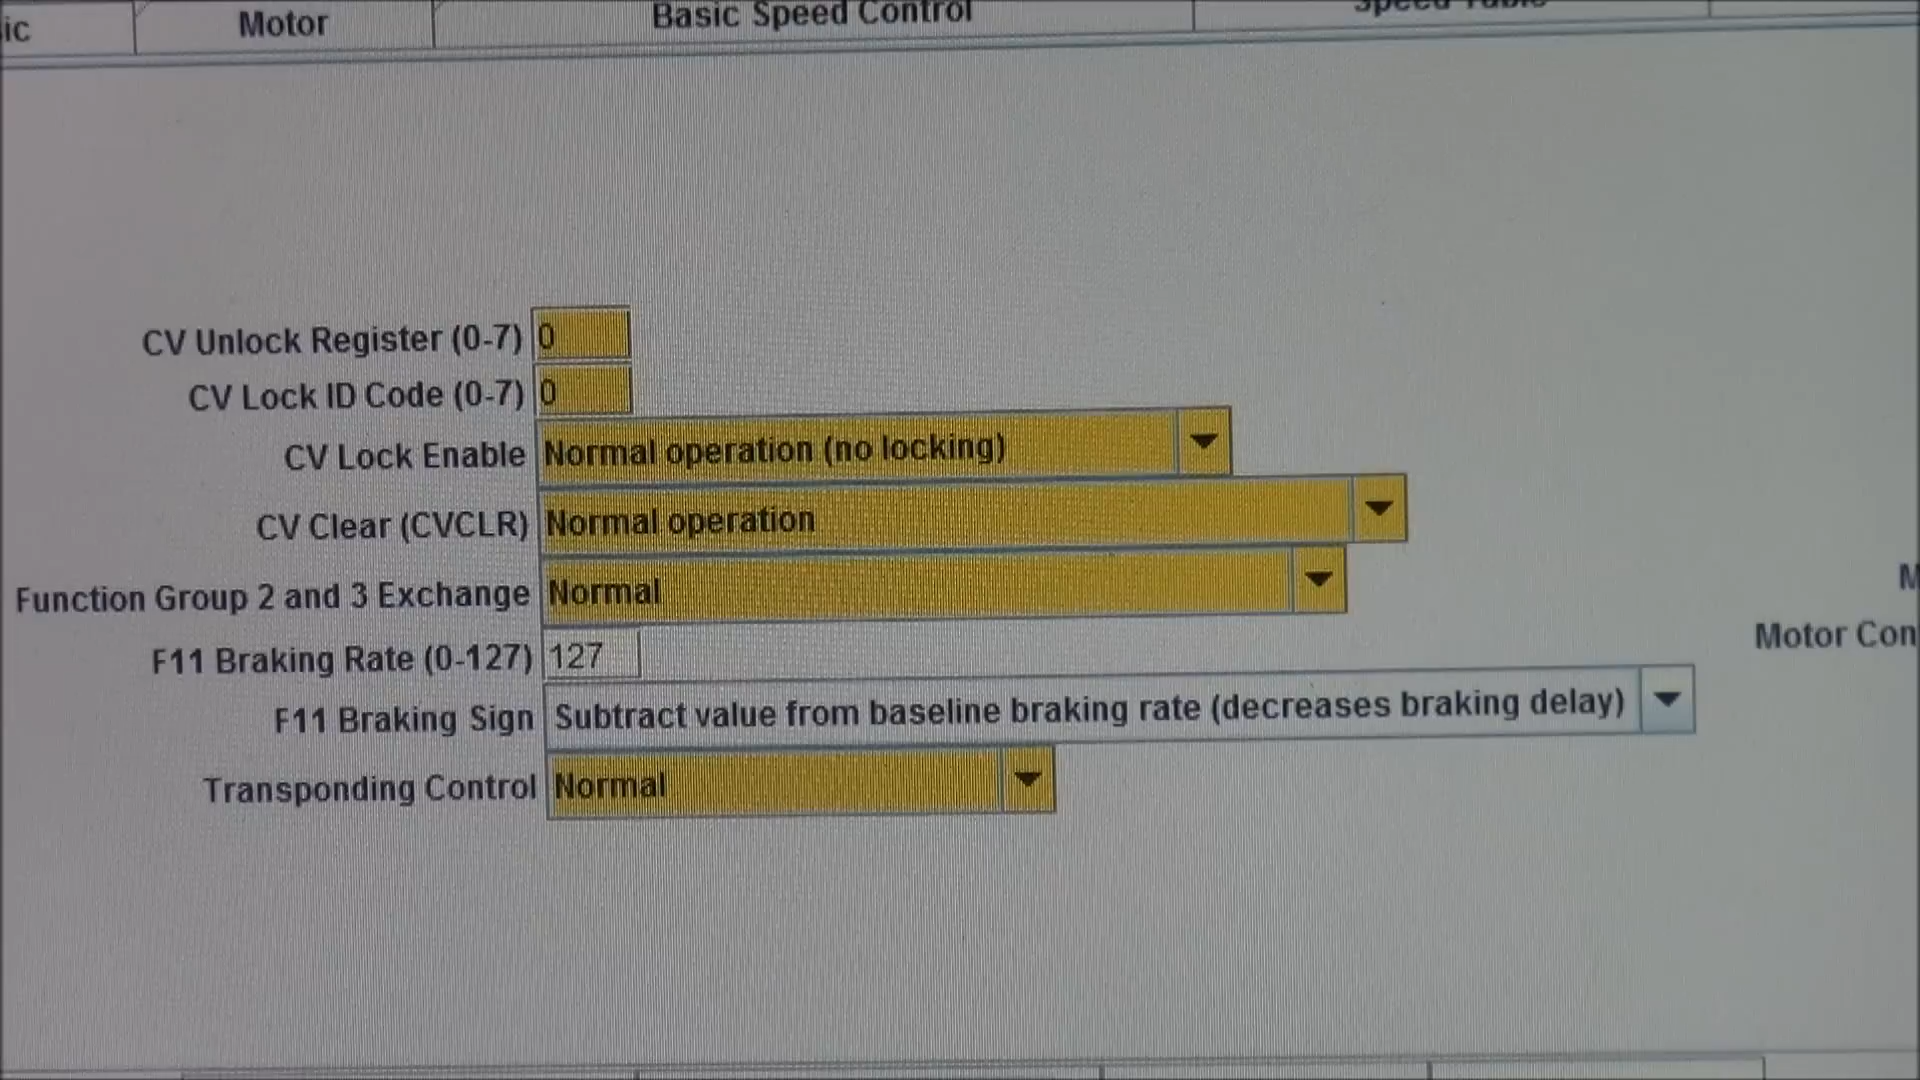 Motor
Basic Speed Control
CV Unlock Register (0-7) 0
CV Lock ID Code (0-7) 0
CV Lock Enable Normal operation (no locking)
CV Clear (CVCLR) Normal operation
Function Group 2 and 3 Exchange Normal
F11 Braking Rate (0-127) 127
Motor Con
F11 Braking Sign Subtract value from baseline braking rate (decreases braking delay)
Transponding Control Normal